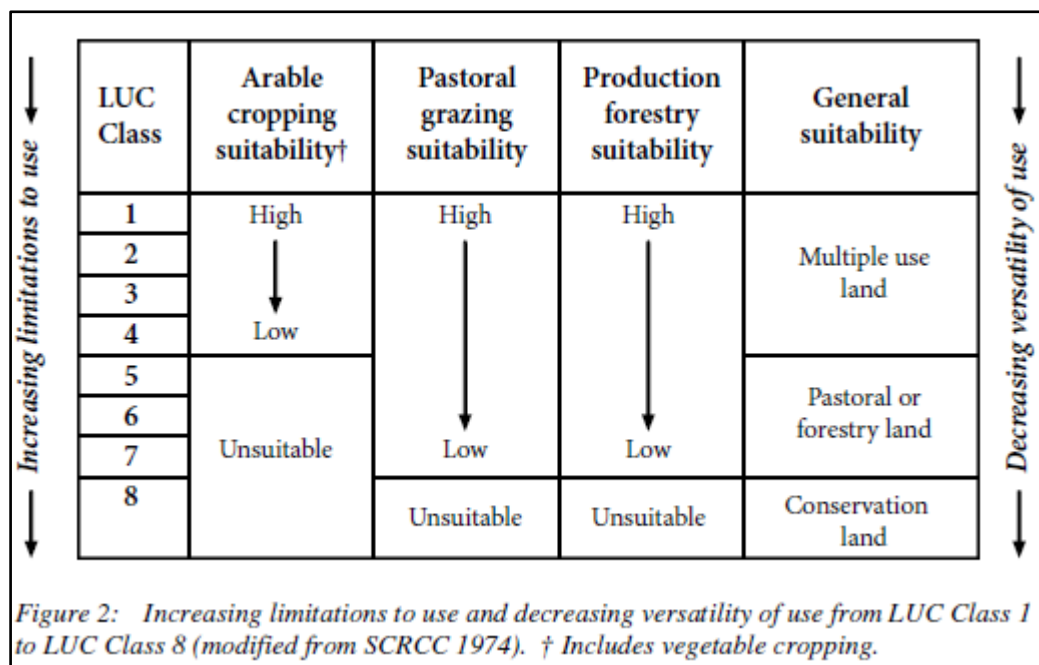 Increasing limitations to use
LUC
Class
Arable
cropping
suitability†
Pastoral
grazing
suitability
Production
forestry
suitability
General
suitability
1
2
3
4
5
6
7
8
High
Low
Unsuitable
High
Low
Unsuitable
High
Low
Unsuitable
Multiple use
land
Pastoral or
forestry land
Conservation
land
Decreasing versatility of use
Figure 2: Increasing limitations to use and decreasing versatility of use from LUC Class 1
to LUC Class 8 (modified from SCRCC 1974). † Includes vegetable cropping.